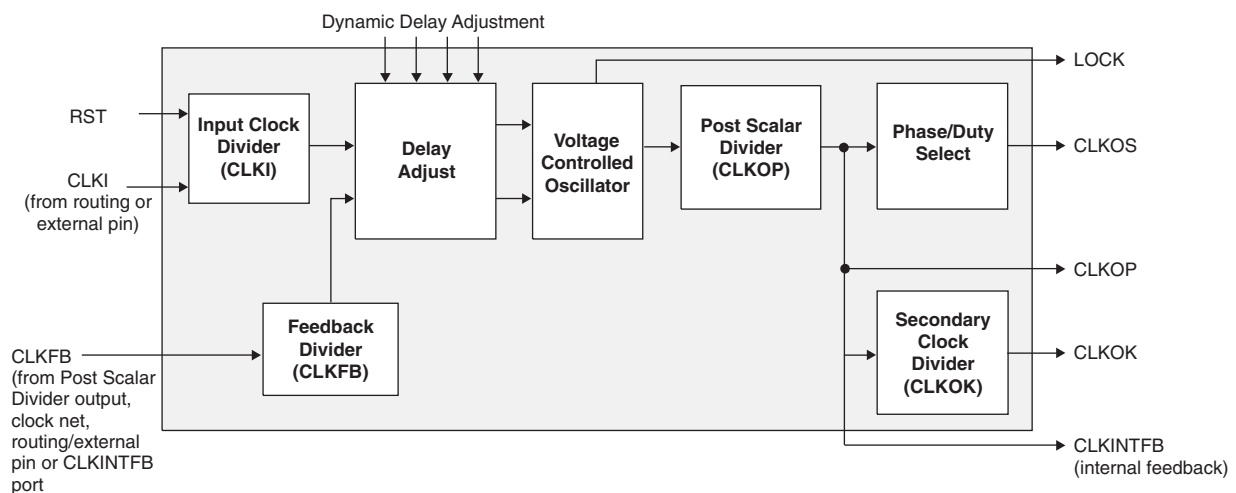 Dynamic Delay Adjustment
LOCK
RST
Input Clock
Divider
(CLKI)
Delay
Adjust
Voltage
Controlled
Oscillator
Post Scalar
Divider
(CLKOP)
Phase/Duty
Select
CLKOS
CLKI
(from routing or
external pin)
CLKOP
Feedback
Divider
(CLKFB)
Secondary
Clock
Divider
(CLKOK)
CLKOK
CLKFB
(from Post Scalar
Divider output,
clock net,
routing/external
pin or CLKINTFB
port
CLKINTFB
(internal feedback)